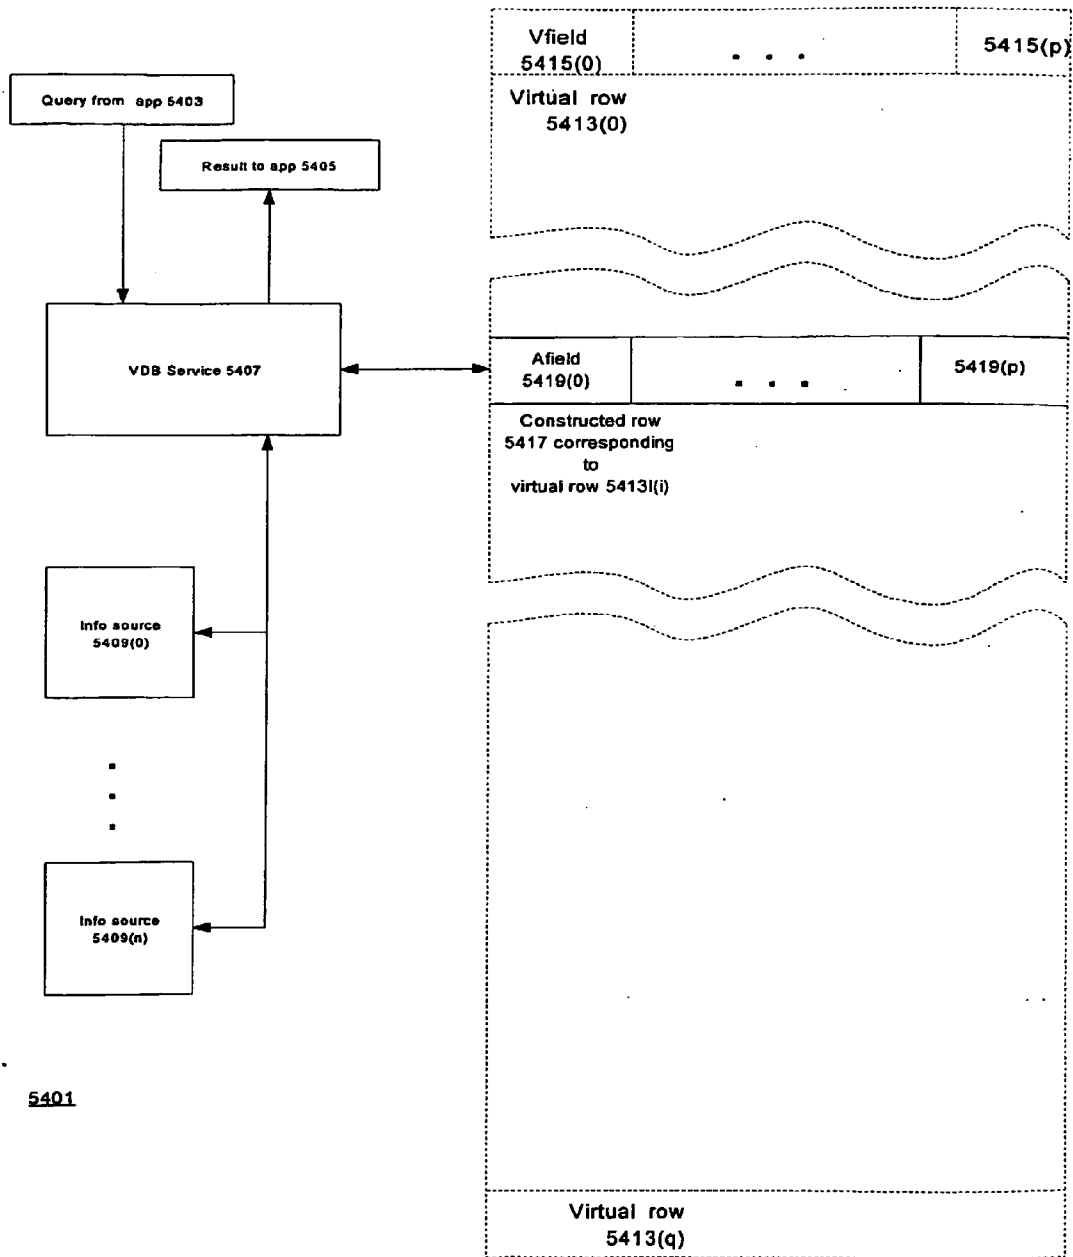 Query from app 5403
Result to app 5405
VDB Service 5407
Info source
5409(0)
Info source
5409(n)
5401
Vfield
5415(0)
. . .
5415(p)
Virtual row
5413(0)
Afield
5419(0)
. . .
5419(p)
Constructed row
5417 corresponding
to
virtual row 5413l(i)
Virtual row
5413(q)